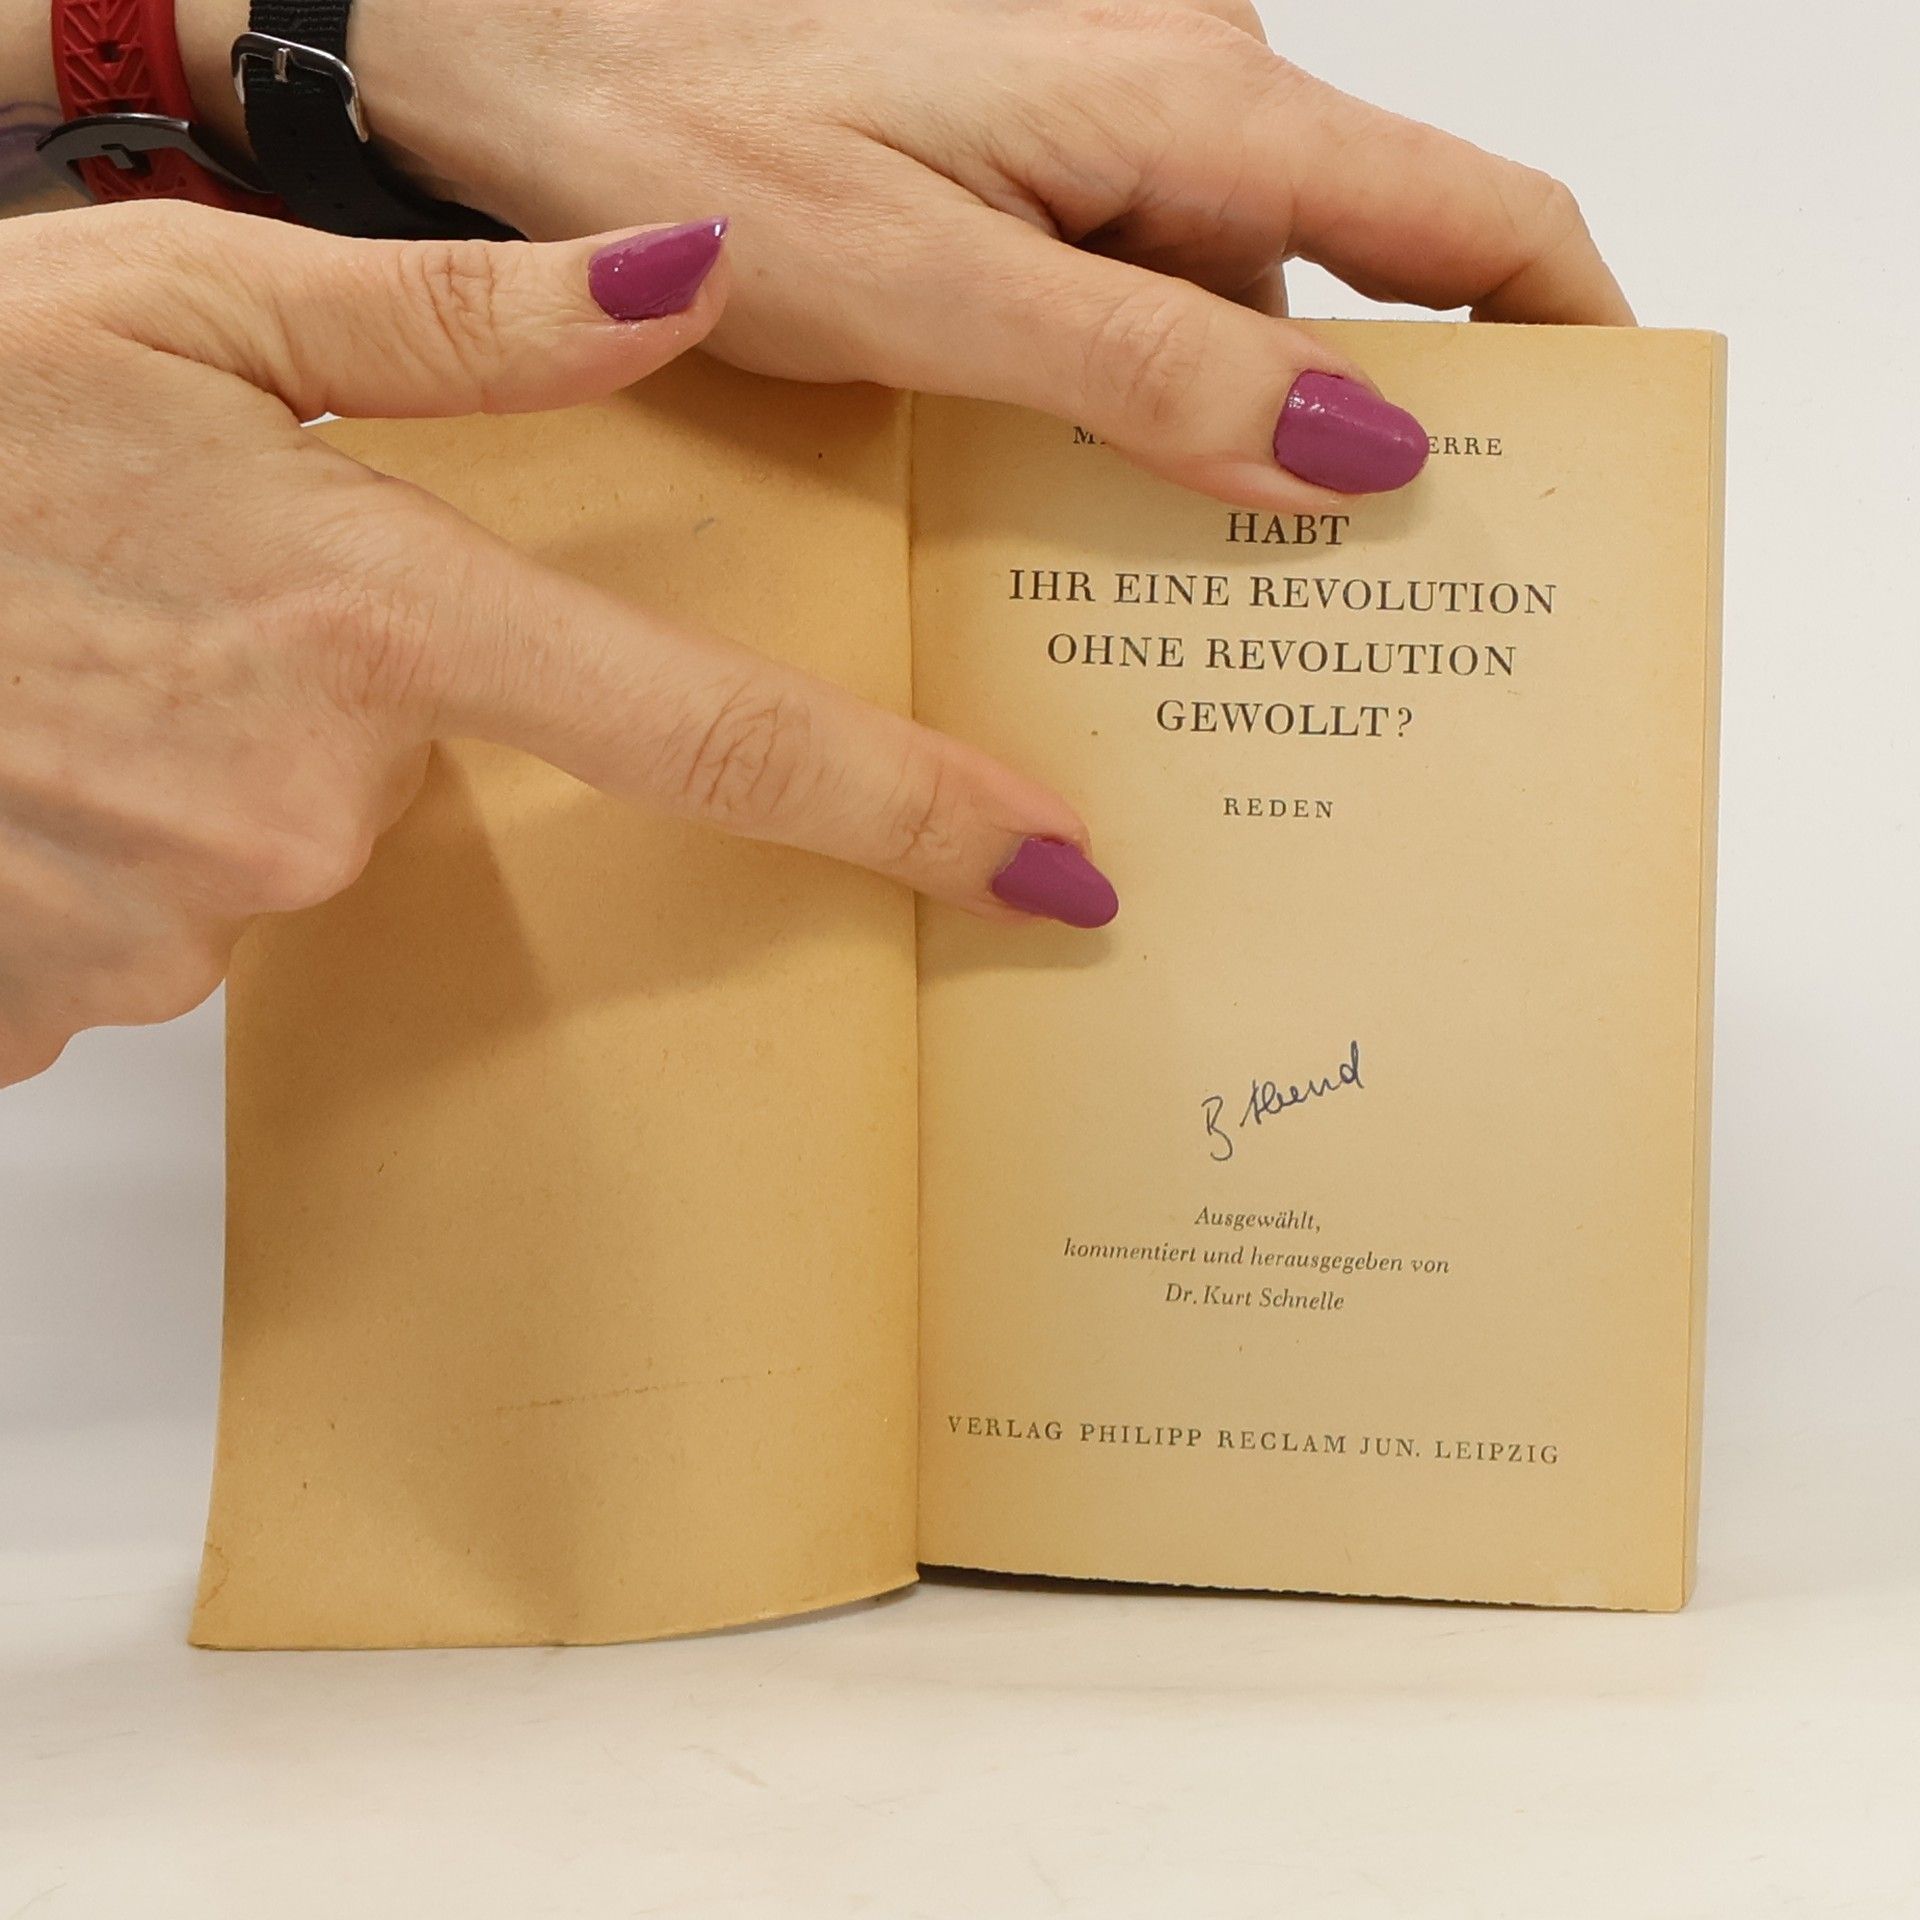 HABT
IHR EINE REVOLUTION
OHNE REVOLUTION
GEWOLLT?
REDEN
Ausgewählt,
kommentiert und herausgegeben von
Dr. Kurt Schnelle
VERLAG PHILIPP RECLAM JUN. LEIPZIG